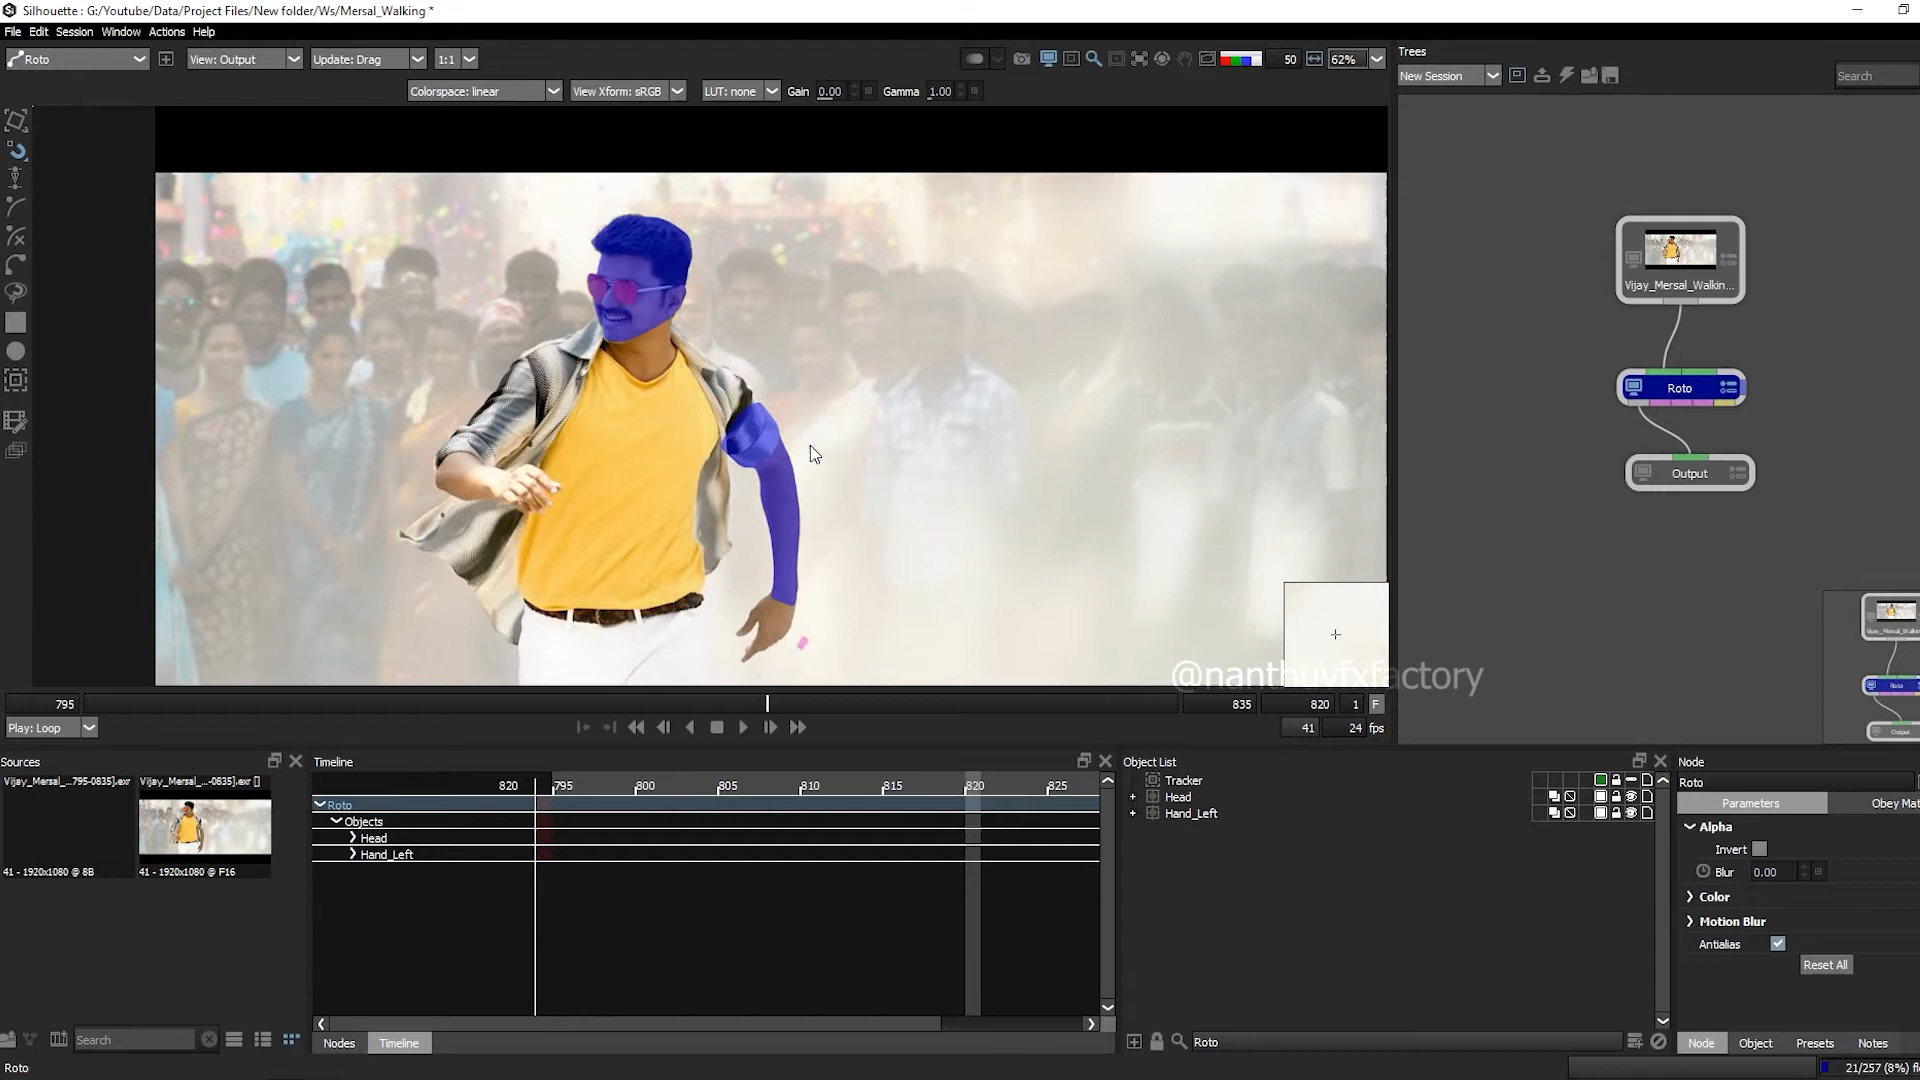 Silhouette : G:/Youtube/Data/Project Files/New folder/Ws/Mersal_Walking *
File Edit Session Window Actions Help
Roto View: Output Update: Drag 1:1 50 62%
Colorspace: linear View Xform: sRGB LUT: none Gain 0.00 Gamma 1.00
Trees
New Session Search
Vijay_Mersal_Walkin...
Roto
Output
@nanthuvfxfactory
795 835 820 1 F
Play: Loop 41 24 fps
Sources
Vijay_Mersal_...795-0835].exr Vijay_Mersal_...-0835].exr []
41 - 1920x1080 @ 8B 41 - 1920x1080 @ F16
Search
Timeline
820 795 800 805 810 815 820 825
Roto
Objects
Head
Hand_Left
Nodes Timeline
Object List
Tracker
Head
Hand_Left
Roto
Node
Roto
Parameters Obey Mat
Alpha
Invert
Blur 0.00
Color
Motion Blur
Antialias
Reset All
Node Object Presets Notes
Roto 21/257 (8%)